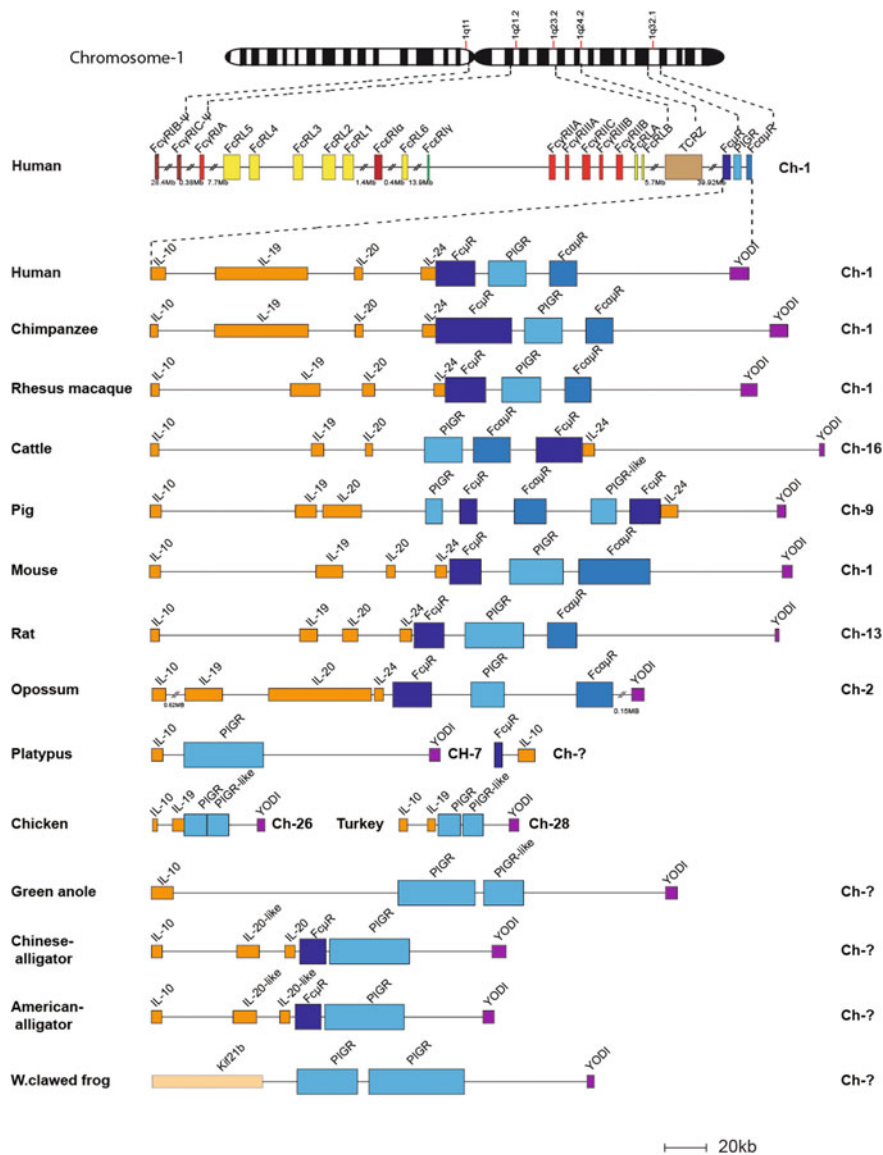 1q11 1q21.2 1q23.2 1q24.2 1q32.1
Chromosome-1
FcγRIB-ψ FcγRIC-ψ FcγRIA FcRL5 FcRL4 FcRL3 FcRL2 FcRL1 FcεRIα FcRL6 FcεRIγ FcγRIIA FcγRIIIA FcγRIIC FcγRIIIB FcγRIIB FcRLA FcRLB TCRZ FcμR PIGR FcαμR
Human Ch-1
28.4Mb 0.36Mb 7.7Mb 1.4Mb 0.4Mb 13.9Mb 5.7Mb 39.92Mb
IL-10 IL-19 IL-20 IL-24 FcμR PIGR FcαμR YODI
Human Ch-1
IL-10 IL-19 IL-20 IL-24 FcμR PIGR FcαμR YODI
Chimpanzee Ch-1
IL-10 IL-19 IL-20 IL-24 FcμR PIGR FcαμR YODI
Rhesus macaque Ch-1
IL-10 IL-19 IL-20 PIGR FcαμR FcμR IL-24 YODI
Cattle Ch-16
IL-10 IL-19 IL-20 PIGR FcμR FcαμR PIGR-like FcμR IL-24 YODI
Pig Ch-9
IL-10 IL-19 IL-20 IL-24 FcμR PIGR FcαμR YODI
Mouse Ch-1
IL-10 IL-19 IL-20 IL-24 FcμR PIGR FcαμR YODI
Rat Ch-13
IL-10 IL-19 IL-20 IL-24 FcμR PIGR FcαμR YODI
Opossum Ch-2
0.62MB 0.15MB
IL-10 PIGR YODI FcμR IL-10
Platypus CH-7 Ch-?
IL-10 IL-19 PIGR PIGR-like YODI IL-10 IL-19 PIGR PIGR-like YODI
Chicken Ch-26 Turkey Ch-28
IL-10 PIGR PIGR-like YODI
Green anole Ch-?
IL-10 IL-20-like IL-20 FcμR PIGR YODI
Chinese-
alligator Ch-?
IL-10 IL-20-like IL-20-like FcμR PIGR YODI
American-
alligator Ch-?
Kif21b PIGR PIGR YODI
W.clawed frog Ch-?
20kb